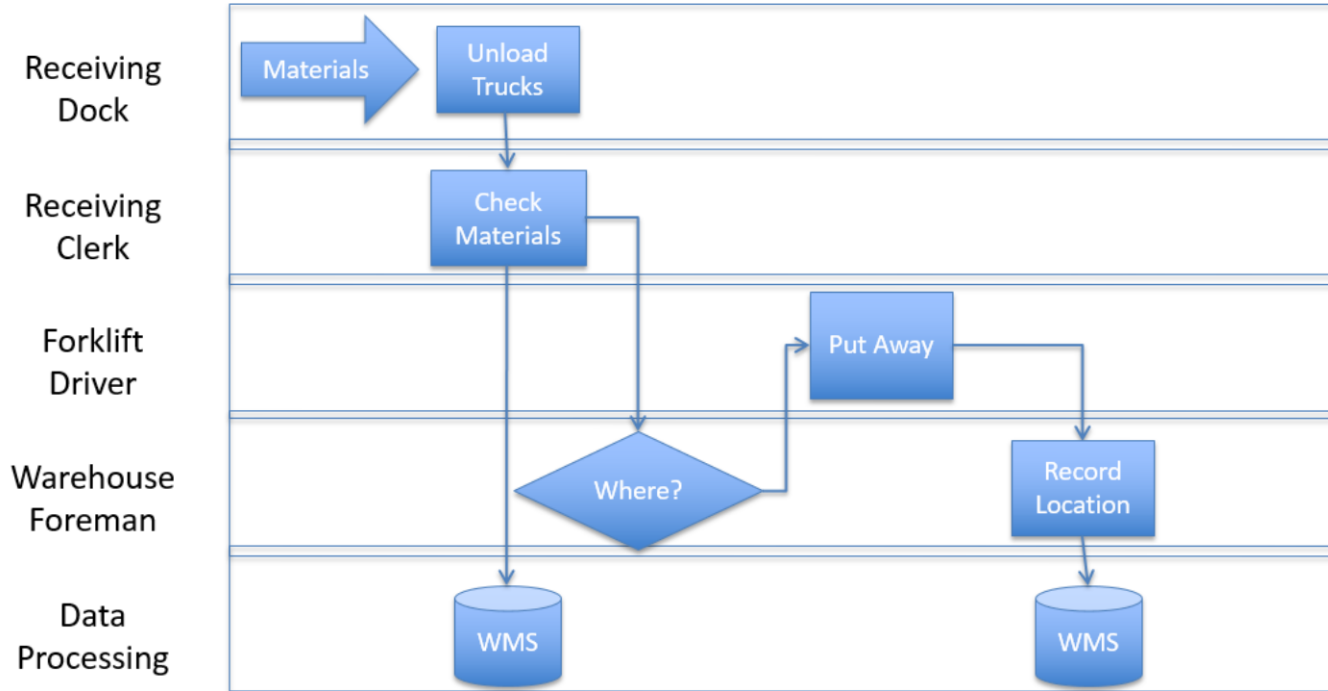 Receiving
Dock
Materials
Unload
Trucks
Receiving
Clerk
Check
Materials
Forklift
Driver
Put Away
Warehouse
Foreman
Where?
Record
Location
Data
Processing
WMS
WMS